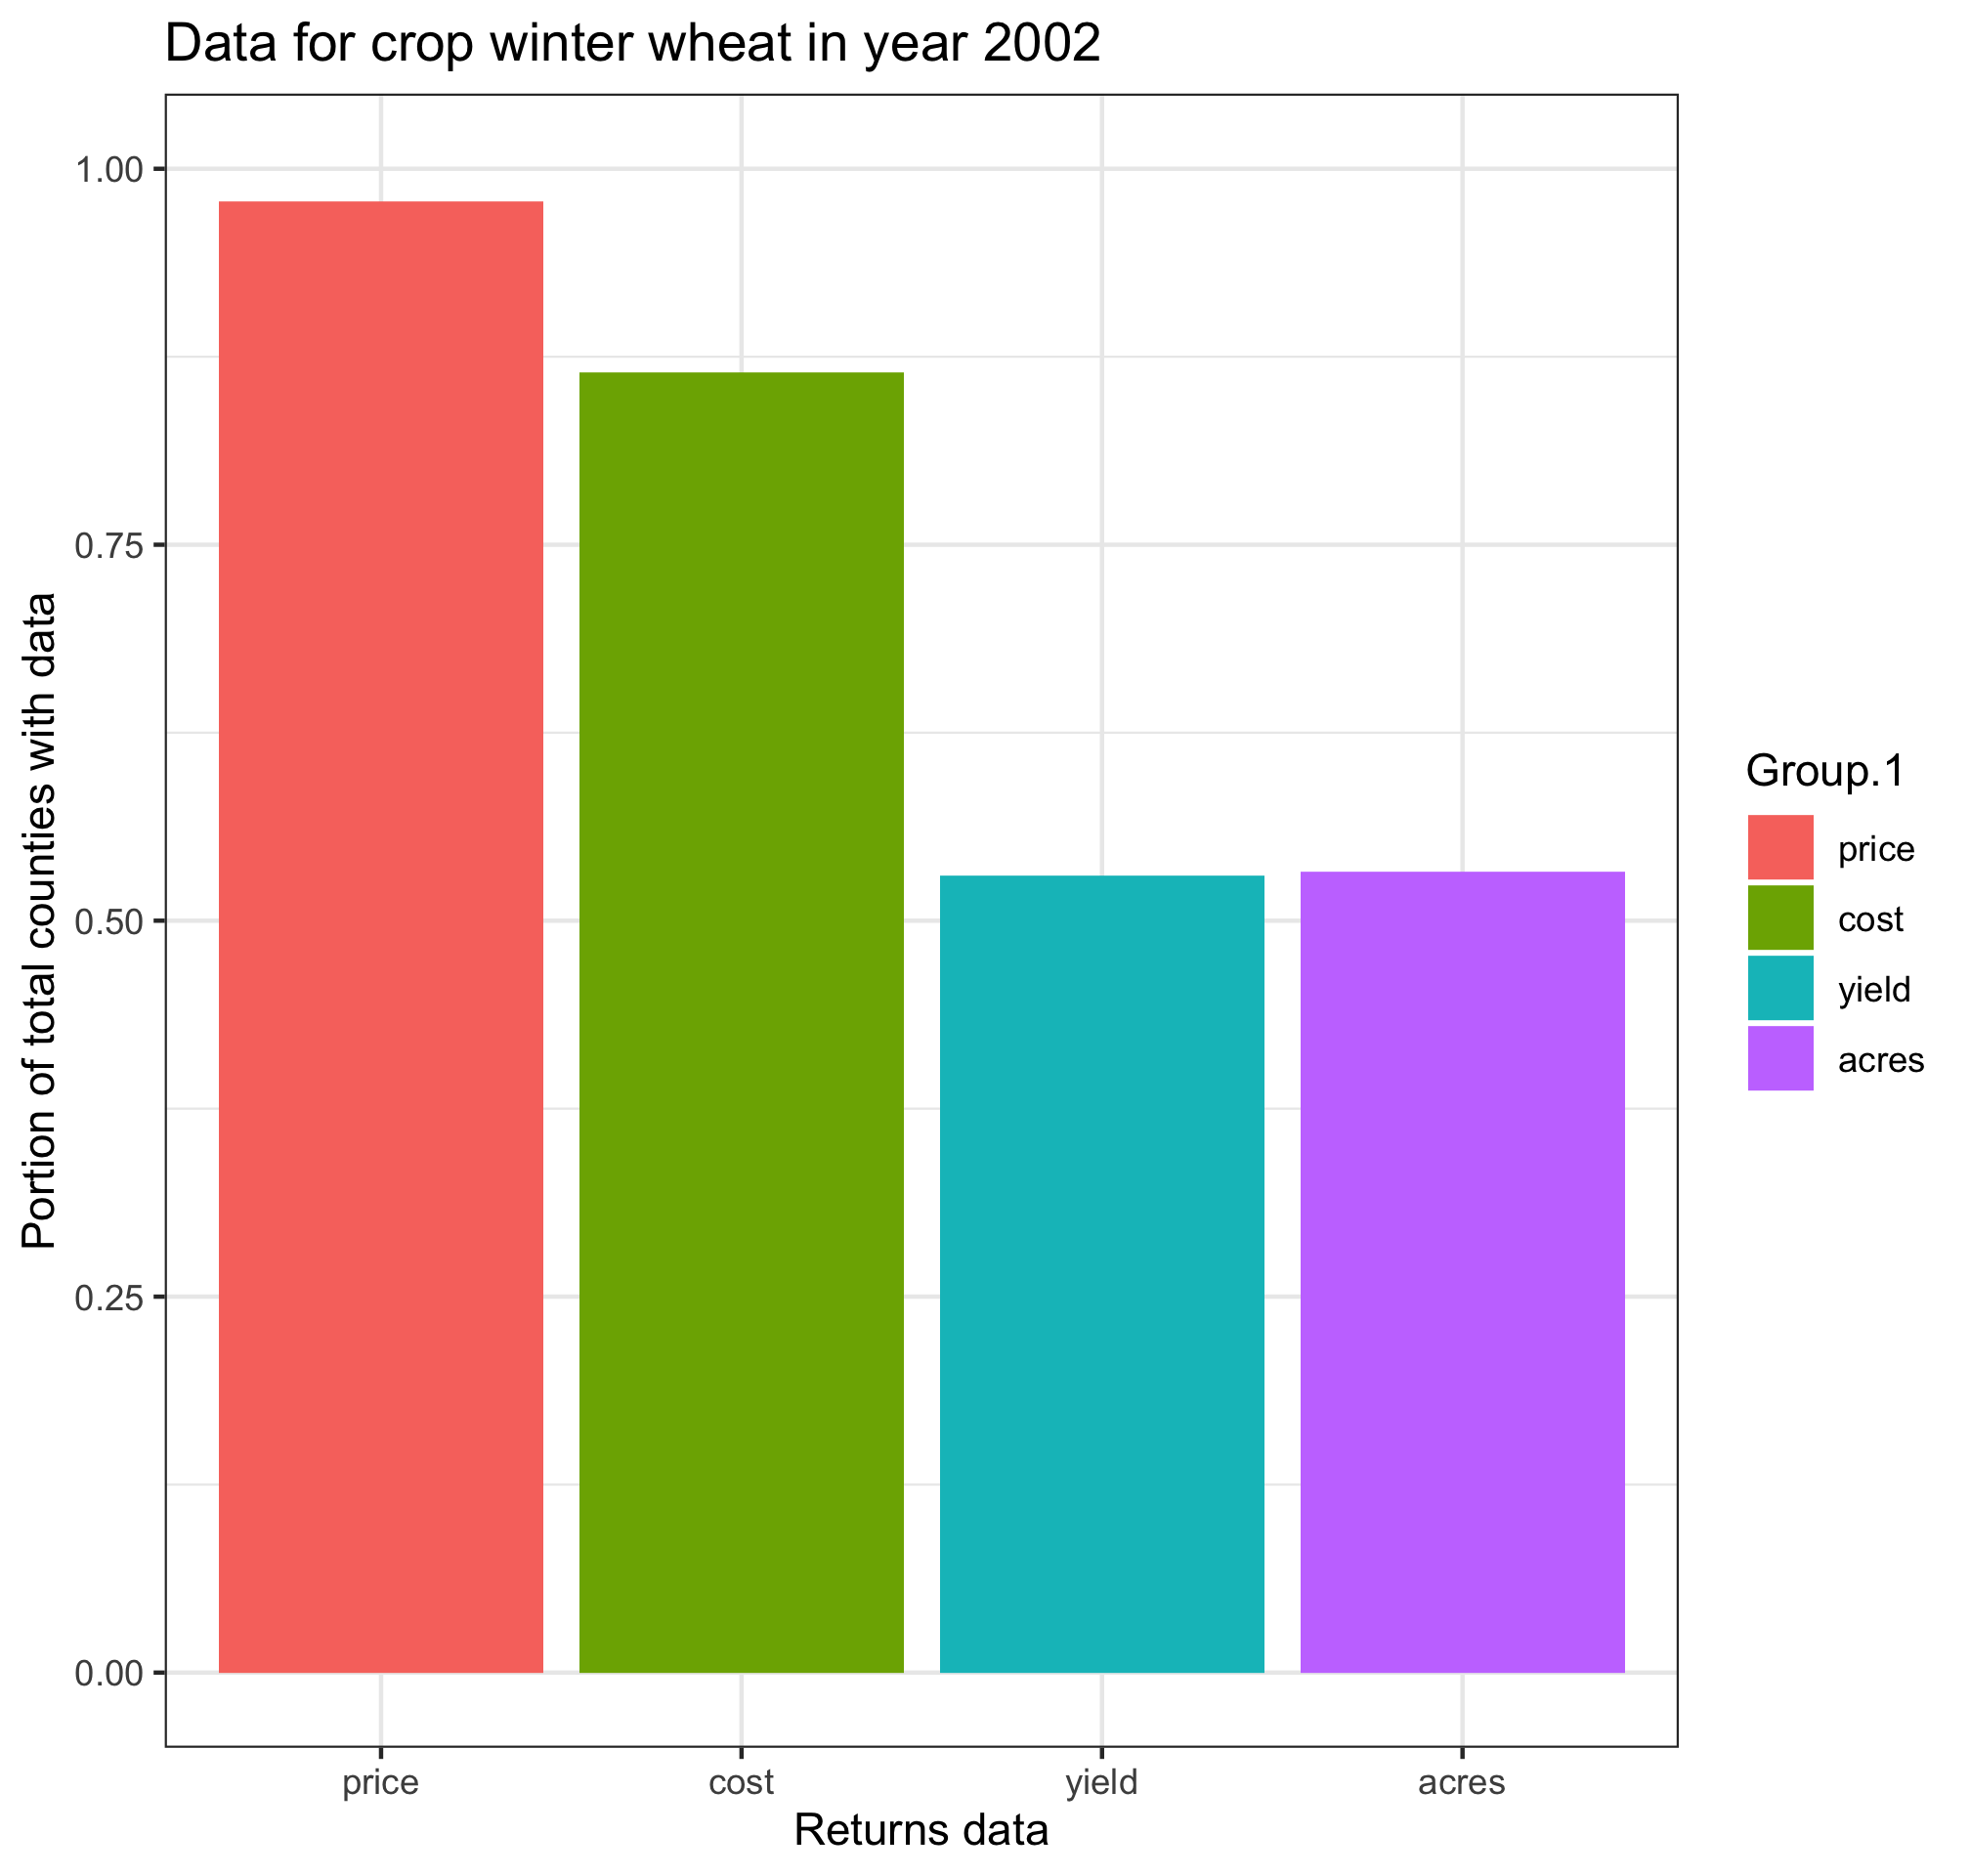 Data for crop winter wheat in year 2002
Portion of total counties with data
1.00
0.75
0.50
0.25
0.00
price
cost
yield
acres
Returns data
Group.1
price
cost
yield
acres